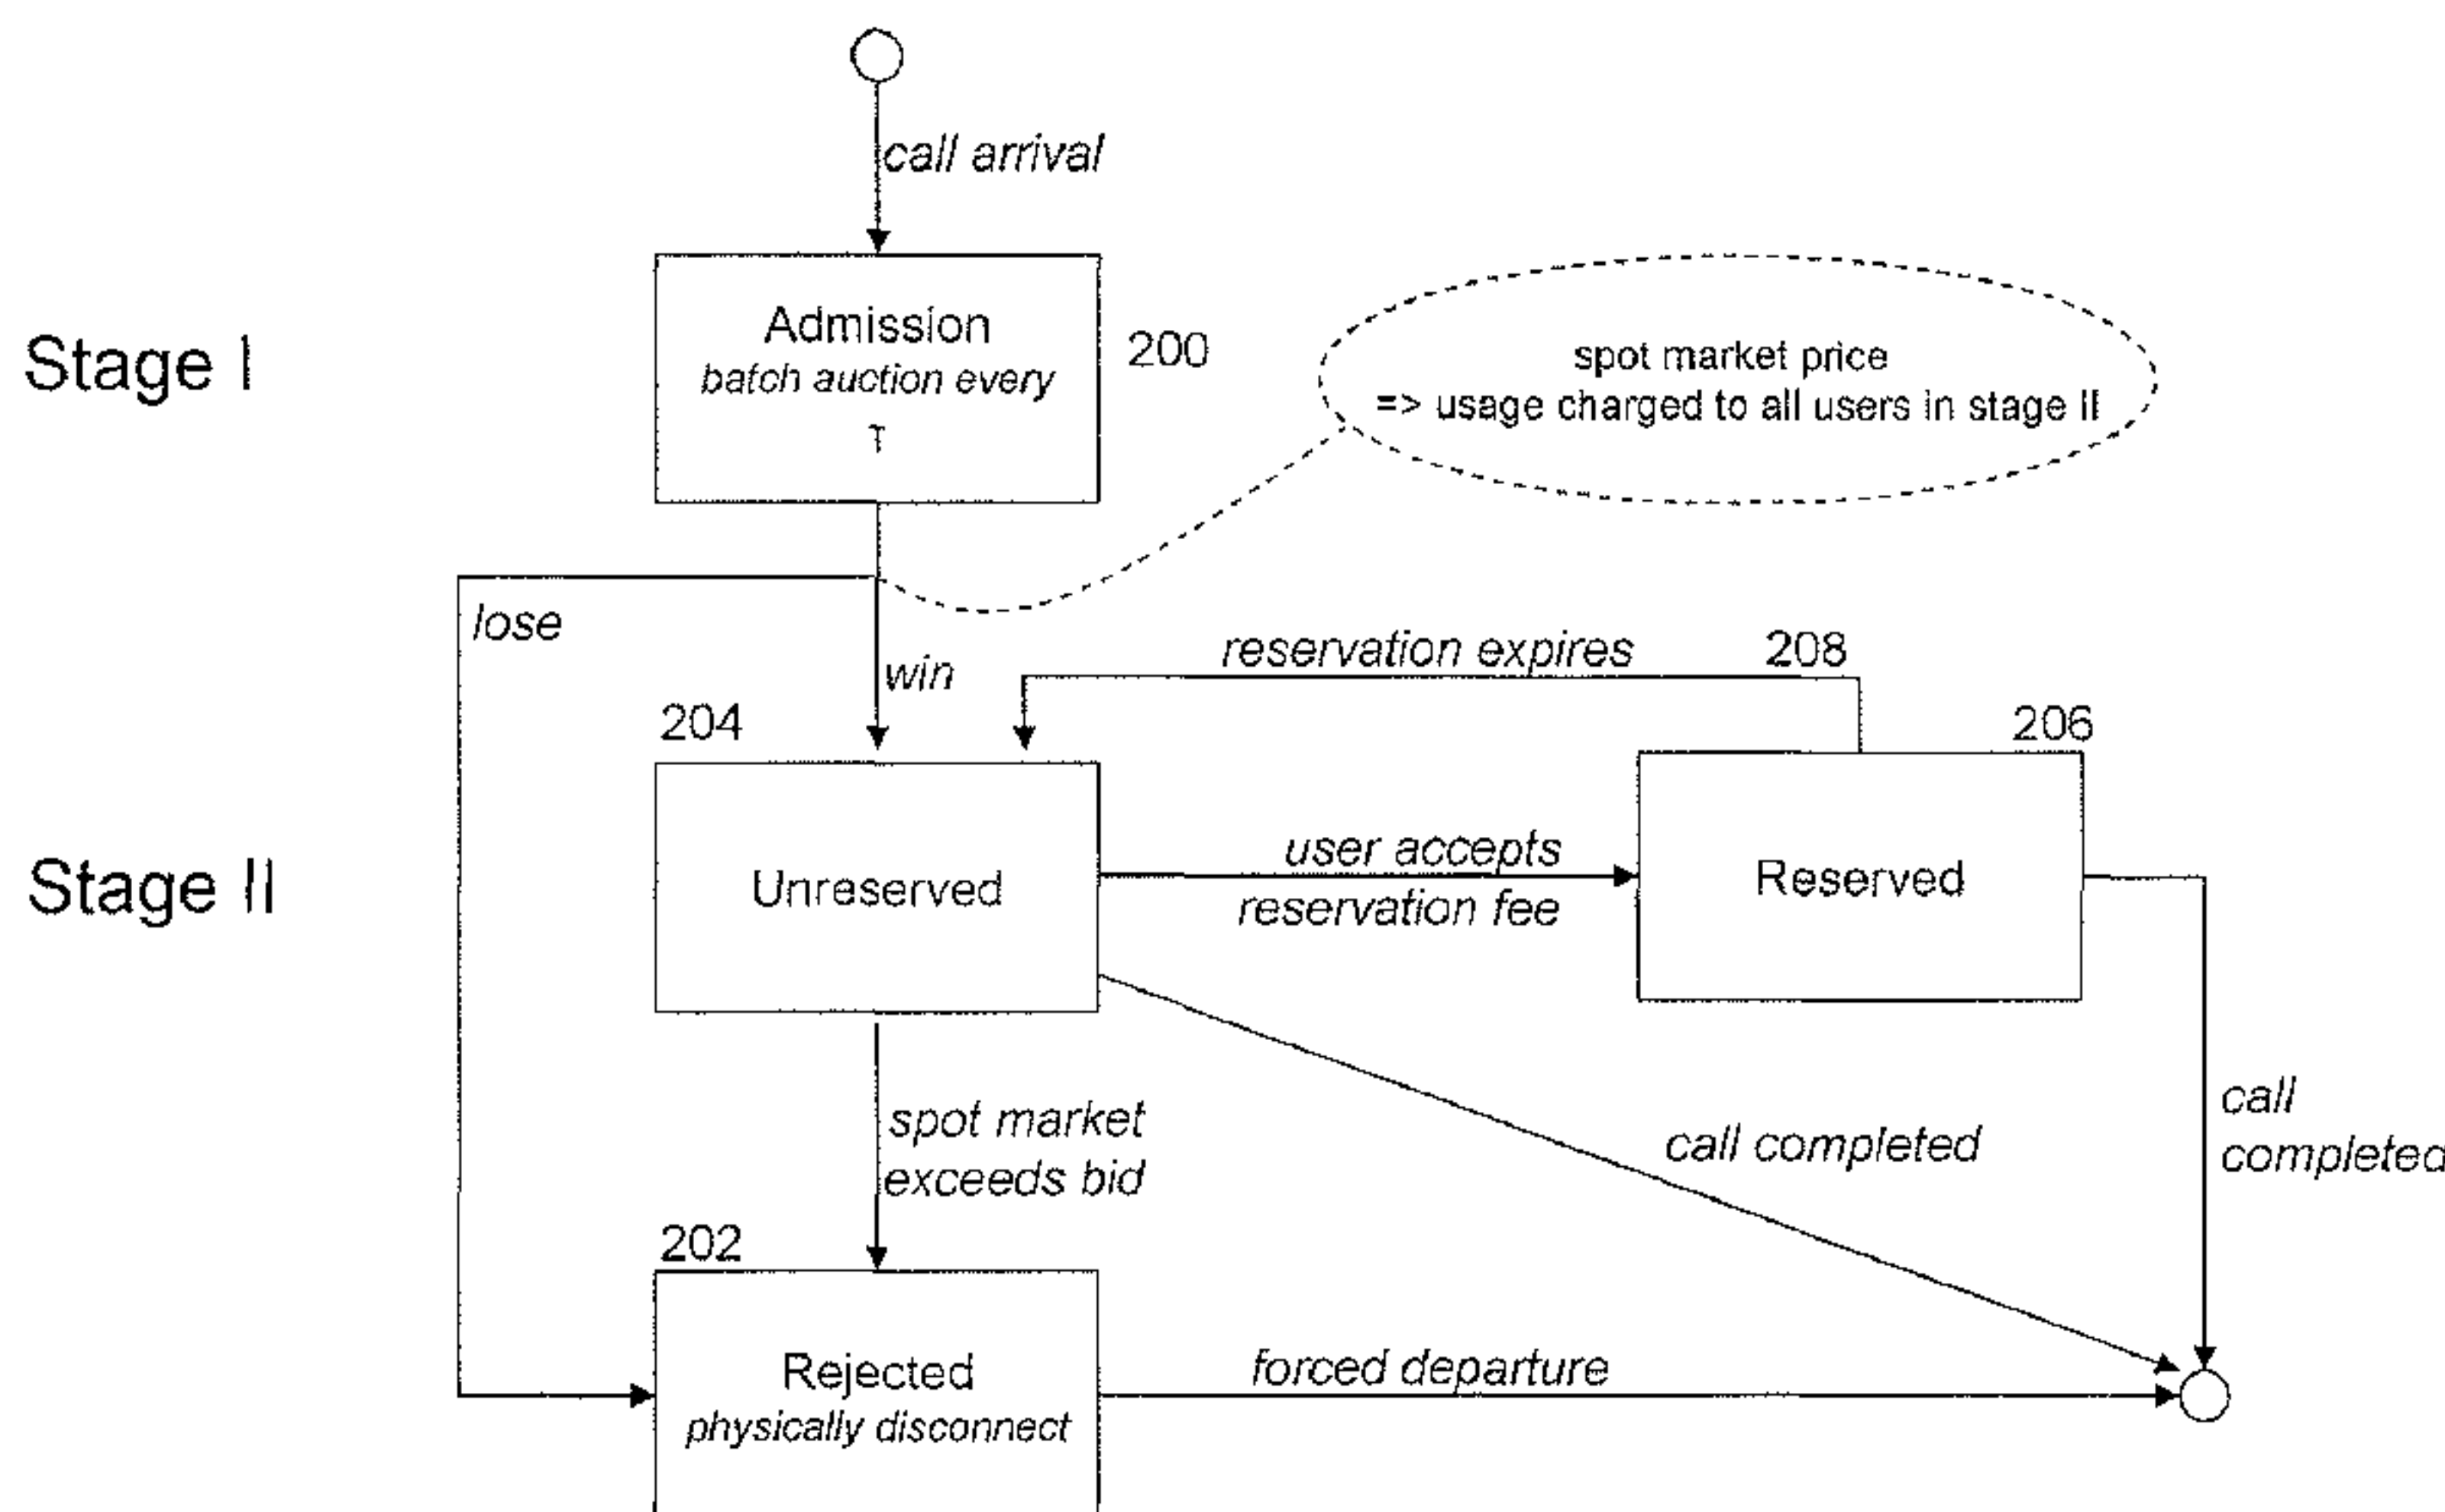 call arrival
Admission
batch auction every
T
200
Stage I
spot market price
=> usage charged to all users in stage II
lose
win
reservation expires
208
204
206
Stage II
Unreserved
user accepts
reservation fee
Reserved
spot market
exceeds bid
call completed
call
completed
202
Rejected
physically disconnect
forced departure